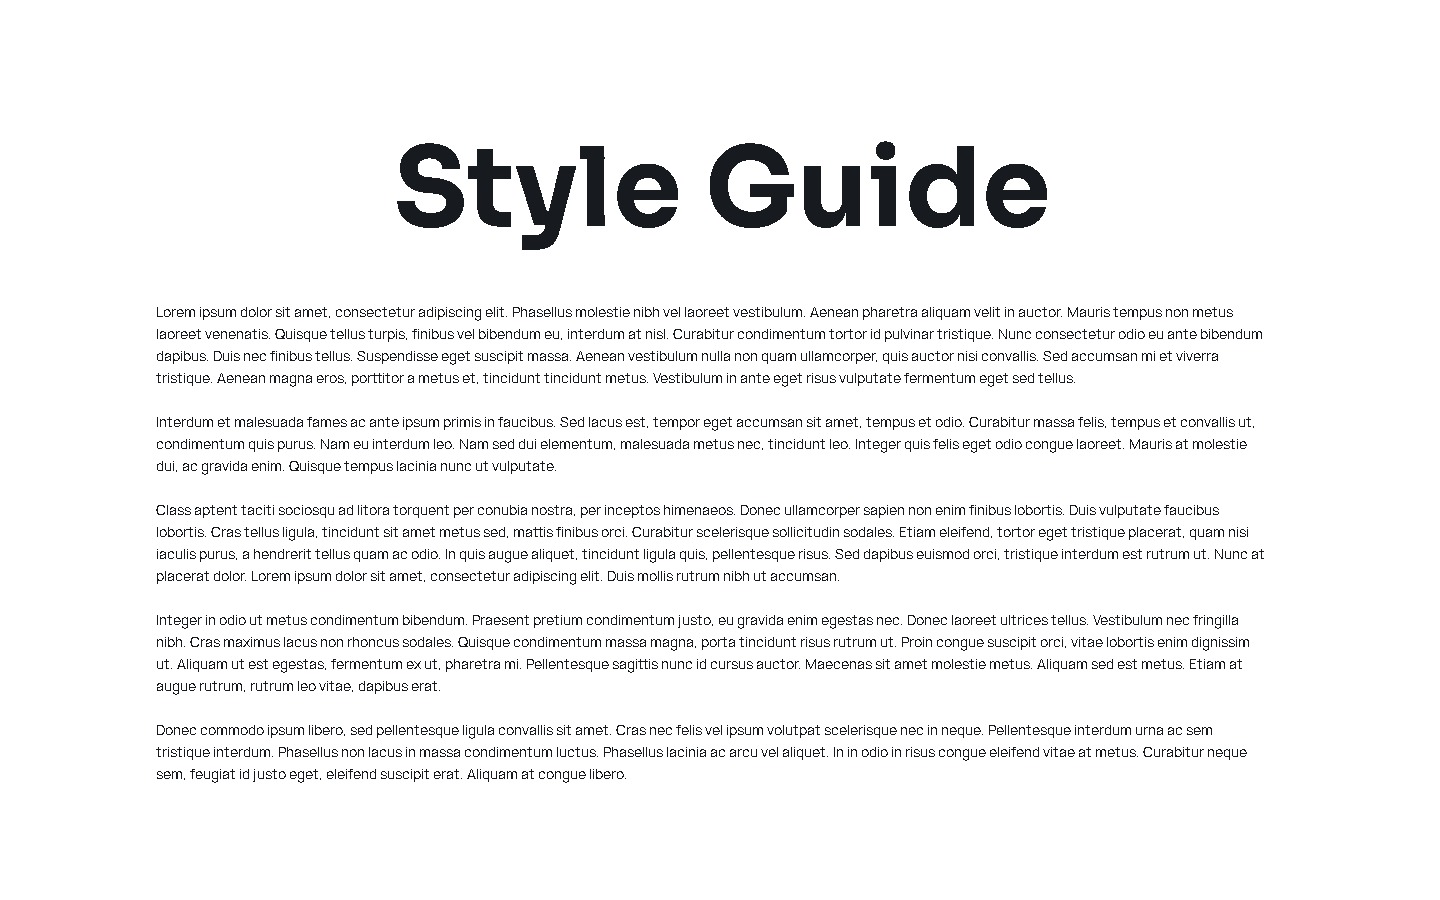 Style Guide
Lorem ipsum dolor sit amet, consectetur adipiscing elit. Phasellus molestie nibh vel laoreet vestibulum. Aenean pharetra aliquam velit in auctor. Mauris tempus non metus
laoreet venenatis. Quisque tellus turpis, finibus vel bibendum eu, interdum at nisl. Curabitur condimentum tortor id pulvinar tristique. Nunc consectetur odio eu ante bibendum
dapibus. Duis nec finibus tellus. Suspendisse eget suscipit massa. Aenean vestibulum nulla non quam ullamcorper, quis auctor nisi convallis. Sed accumsan mi et viverra
tristique. Aenean magna eros, porttitor a metus et, tincidunt tincidunt metus. Vestibulum in ante eget risus vulputate fermentum eget sed tellus.
Interdum et malesuada fames ac ante ipsum primis in faucibus. Sed lacus est, tempor eget accumsan sit amet, tempus et odio. Curabitur massa felis, tempus et convallis ut,
condimentum quis purus. Nam eu interdum leo. Nam sed dui elementum, malesuada metus nec, tincidunt leo. Integer quis felis eget odio congue laoreet. Mauris at molestie
dui, ac gravida enim. Quisque tempus lacinia nunc ut vulputate.
Class aptent taciti sociosqu ad litora torquent per conubia nostra, per inceptos himenaeos. Donec ullamcorper sapien non enim finibus lobortis. Duis vulputate faucibus
lobortis. Cras tellus ligula, tincidunt sit amet metus sed, mattis finibus orci. Curabitur scelerisque sollicitudin sodales. Etiam eleifend, tortor eget tristique placerat, quam nisi
iaculis purus, a hendrerit tellus quam ac odio. In quis augue aliquet, tincidunt ligula quis, pellentesque risus. Sed dapibus euismod orci, tristique interdum est rutrum ut. Nunc at
placerat dolor. Lorem ipsum dolor sit amet, consectetur adipiscing elit. Duis mollis rutrum nibh ut accumsan.
Integer in odio ut metus condimentum bibendum. Praesent pretium condimentum justo, eu gravida enim egestas nec. Donec laoreet ultrices tellus. Vestibulum nec fringilla
nibh. Cras maximus lacus non rhoncus sodales. Quisque condimentum massa magna, porta tincidunt risus rutrum ut. Proin congue suscipit orci, vitae lobortis enim dignissim
ut. Aliquam ut est egestas, fermentum ex ut, pharetra mi. Pellentesque sagittis nunc id cursus auctor. Maecenas sit amet molestie metus. Aliquam sed est metus. Etiam at
augue rutrum, rutrum leo vitae, dapibus erat.
Donec commodo ipsum libero, sed pellentesque ligula convallis sit amet. Cras nec felis vel ipsum volutpat scelerisque nec in neque. Pellentesque interdum urna ac sem
tristique interdum. Phasellus non lacus in massa condimentum luctus. Phasellus lacinia ac arcu vel aliquet. In in odio in risus congue eleifend vitae at metus. Curabitur neque
sem, feugiat id justo eget, eleifend suscipit erat. Aliquam at congue libero.